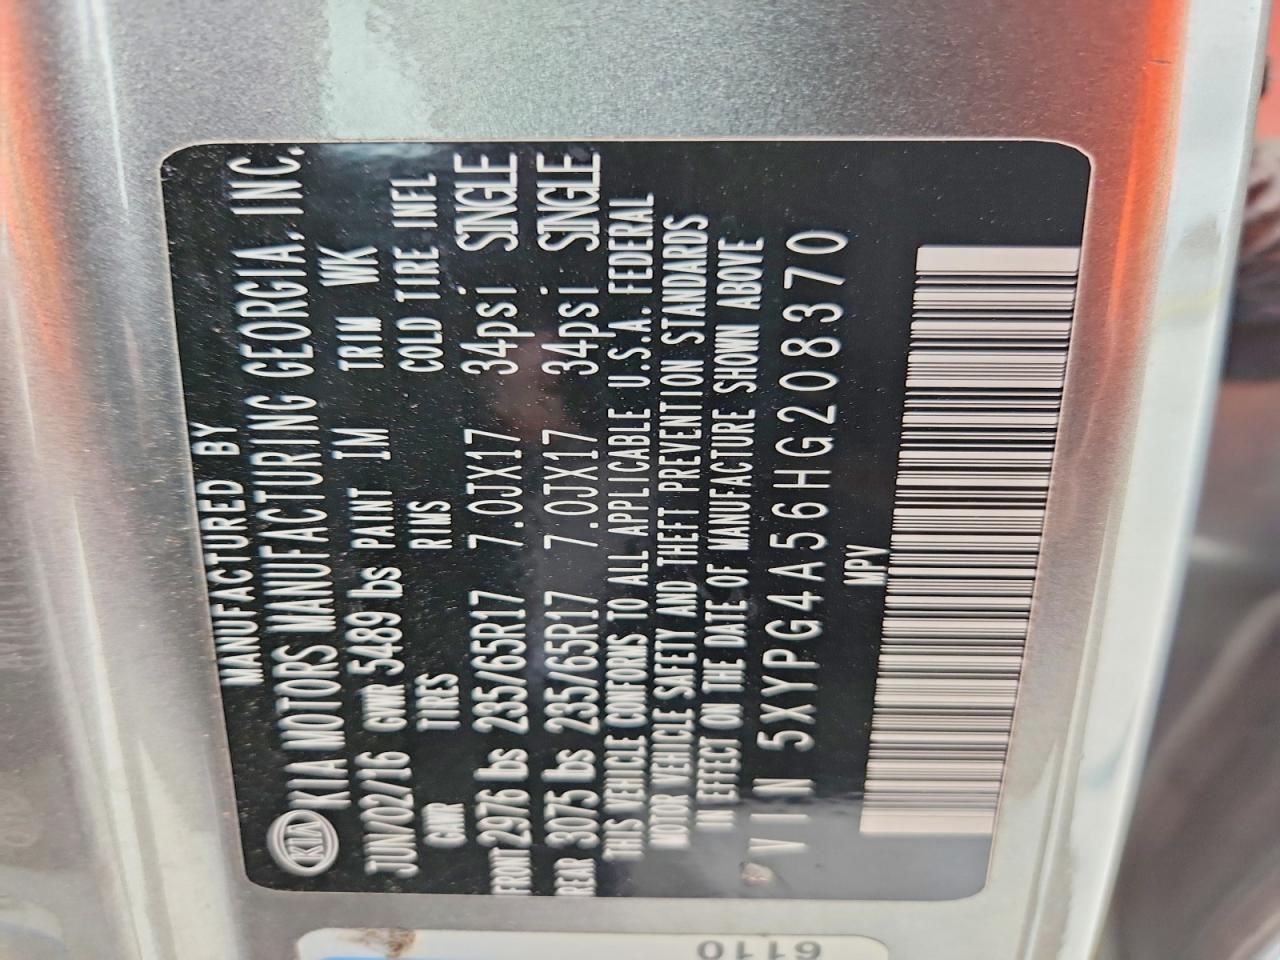 MANUFACTURED BY
KIA KIA MOTORS MANUFACTURING GEORGIA. INC.
JUN/02/16 GVWR 5489 lbs PAINT IM TRIM WK
GAWR TIRES RIMS COLD TIRE INFL
FRONT 2976 lbs 235/65R17 7.0JX17 34psi SINGLE
REAR 3075 lbs 235/65R17 7.0JX17 34psi SINGLE
THIS VEHICLE CONFORMS TO ALL APPLICABLE U.S.A. FEDERAL
MOTOR VEHICLE SAFETY AND THEFT PREVENTION STANDARDS
IN EFFECT ON THE DATE OF MANUFACTURE SHOWN ABOVE
VIN 5XYPG4A56HG208370
MPV
6110